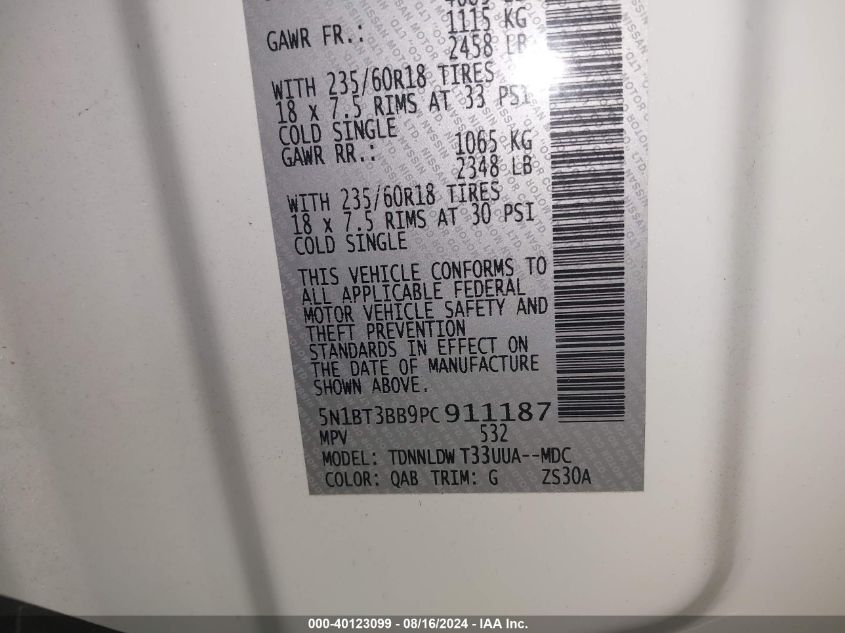 GAWR FR.: 1115 KG
2458 LB
WITH 235/60R18 TIRES
18 x 7.5 RIMS AT 33 PSI
COLD SINGLE
GAWR RR.: 1065 KG
2348 LB
WITH 235/60R18 TIRES
18 x 7.5 RIMS AT 30 PSI
COLD SINGLE
THIS VEHICLE CONFORMS TO
ALL APPLICABLE FEDERAL
MOTOR VEHICLE SAFETY AND
THEFT PREVENTION
STANDARDS IN EFFECT ON
THE DATE OF MANUFACTURE
SHOWN ABOVE.
5N1BT3BB9PC911187
MPV 532
MODEL: TDNNLDW T33UUA--MDC
COLOR: QAB TRIM: G ZS30A
000-40123099 - 08/16/2024 - IAA Inc.